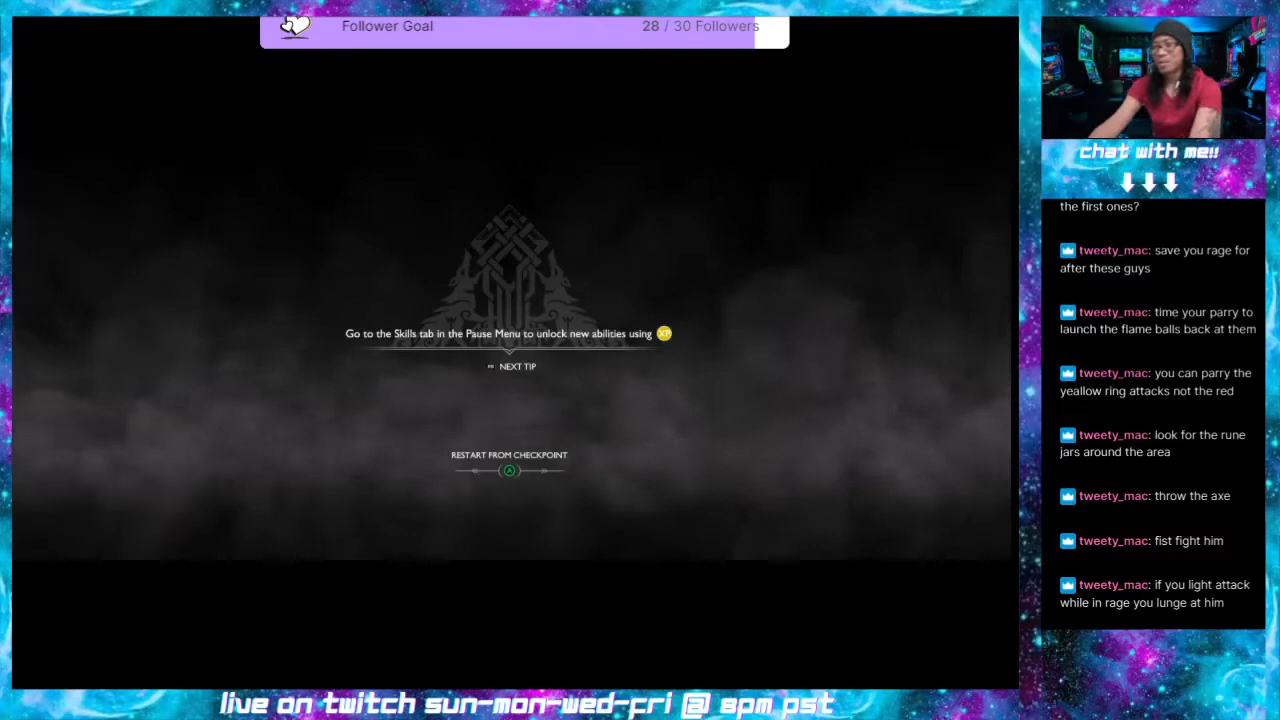 Follower Goal 28 / 30 Followers
Go to the Skills tab in the Pause Menu to unlock new abilities using XP
NEXT TIP
RESTART FROM CHECKPOINT
A
chat with me!!
the first ones?
tweety_mac: save you rage for
after these guys
tweety_mac: time your parry to
launch the flame balls back at them
tweety_mac: you can parry the
yeallow ring attacks not the red
tweety_mac: look for the rune
jars around the area
tweety_mac: throw the axe
tweety_mac: fist fight him
tweety_mac: if you light attack
while in rage you lunge at him
live on twitch sun-mon-wed-fri @ 8pm pst